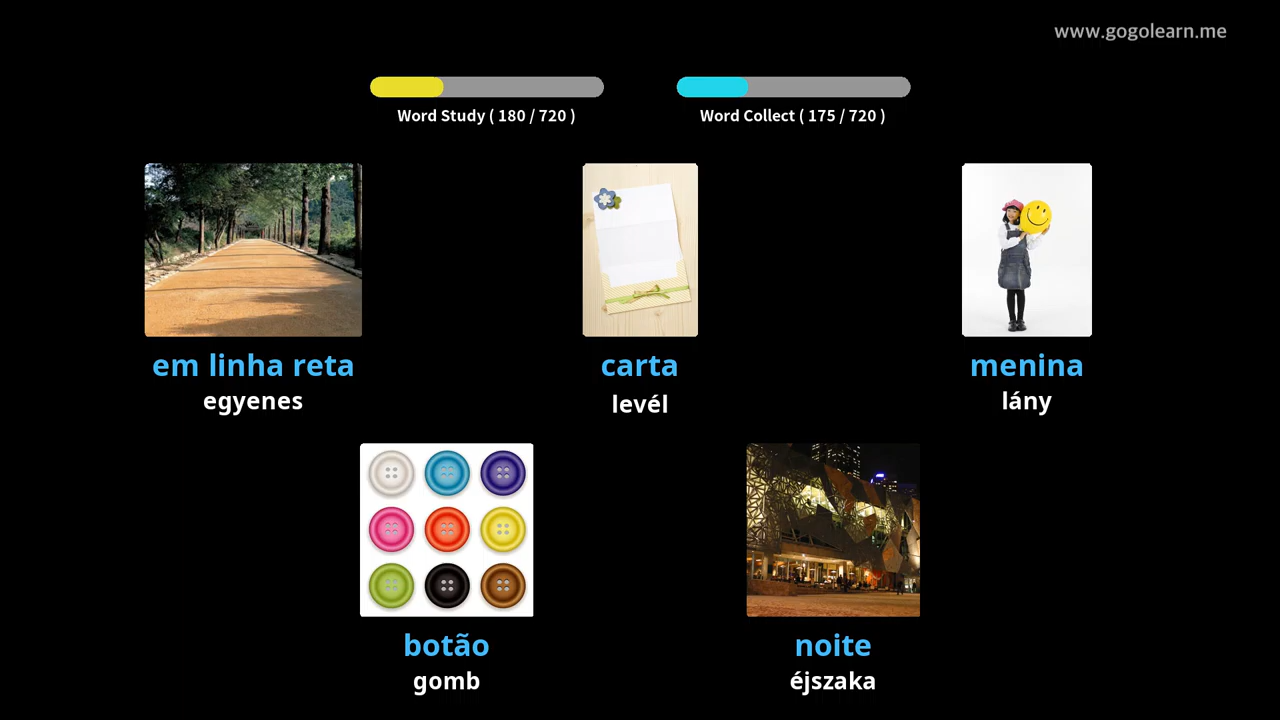 www.gogolearn.me
Word Study ( 180 / 720 )
Word Collect ( 175 / 720 )
em linha reta
egyenes
carta
levél
menina
lány
botão
gomb
noite
éjszaka